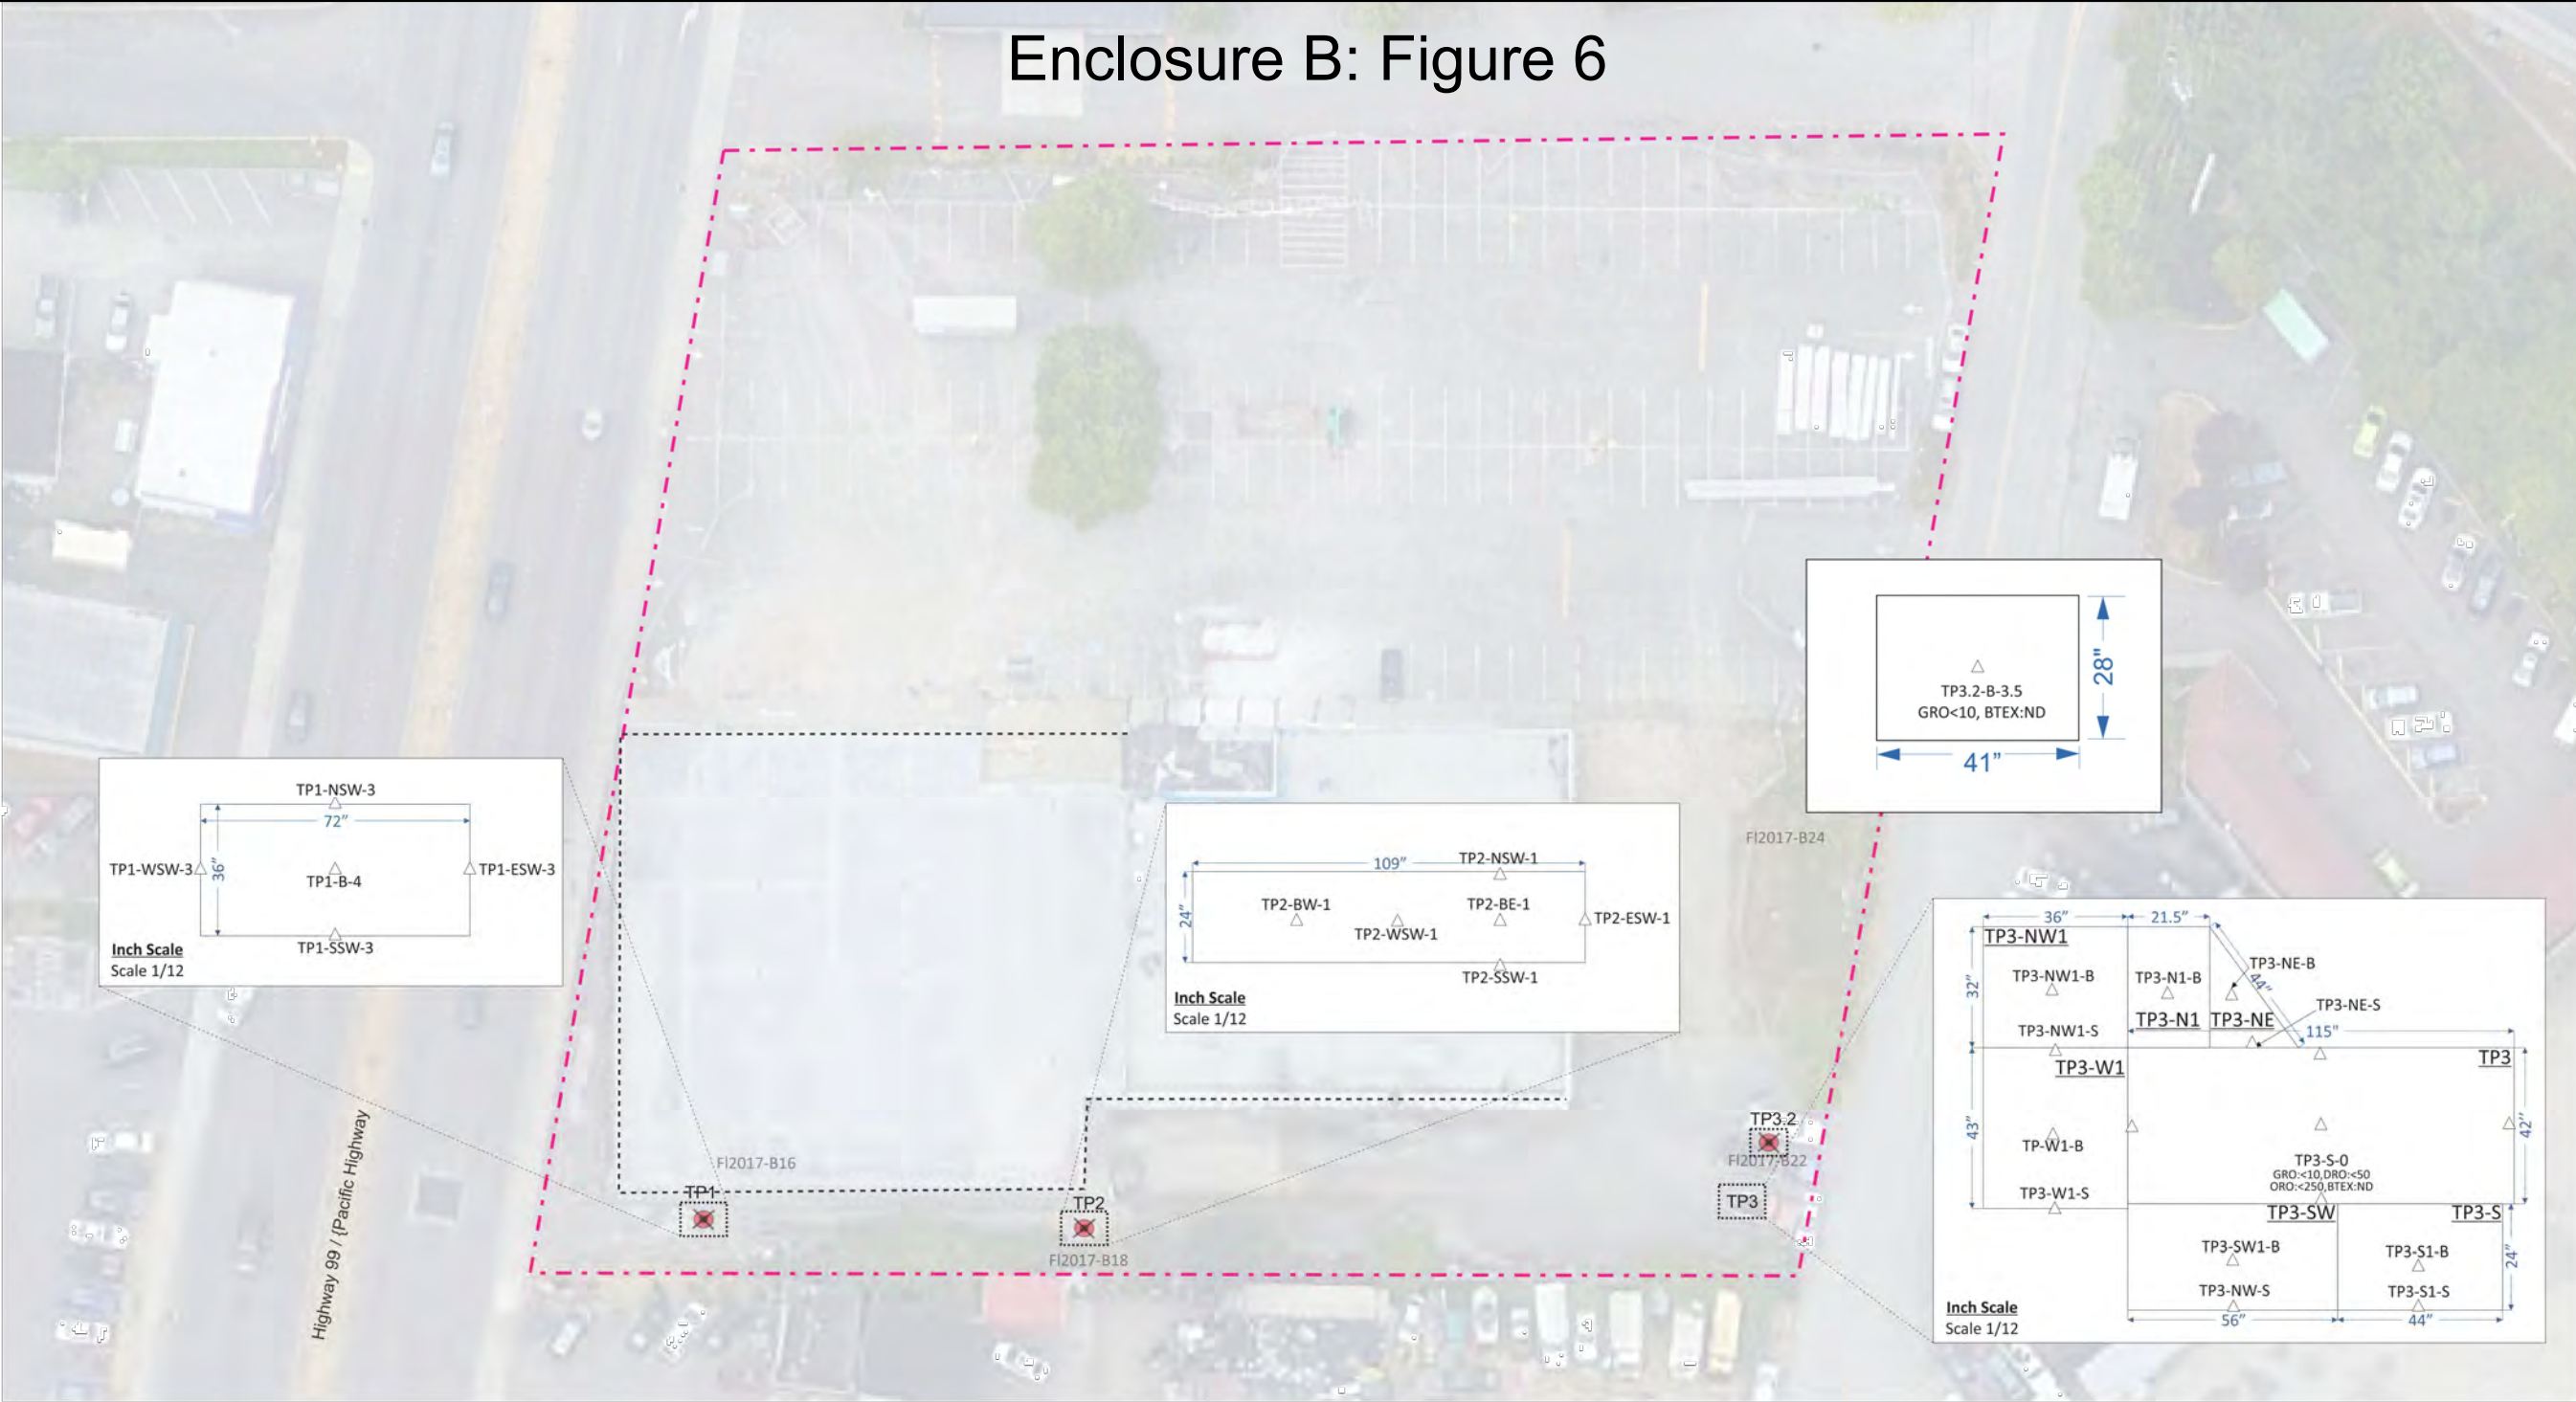 Enclosure B: Figure 6
TP3.2-B-3.5
GRO<10, BTEX:ND
28"
41"
TP1-NSW-3
72"
TP1-WSW-3
36"
TP1-B-4
TP1-ESW-3
TP1-SSW-3
Inch Scale
Scale 1/12
109"
TP2-NSW-1
24"
TP2-BW-1
TP2-BE-1
TP2-WSW-1
TP2-ESW-1
TP2-SSW-1
Inch Scale
Scale 1/12
FI2017-B24
36"
21.5"
TP3-NW1
TP3-NE-B
32"
TP3-NW1-B
TP3-N1-B
44"
TP3-NE-S
TP3-NW1-S
TP3-N1
TP3-NE
115"
TP3
TP3-W1
43"
42"
TP-W1-B
TP3-S-0
GRO:<10,DRO:<50
ORO:<250,BTEX:ND
TP3-W1-S
TP3-SW
TP3-S
TP3-SW1-B
TP3-S1-B
24"
TP3-NW-S
TP3-S1-S
56"
44"
Inch Scale
Scale 1/12
TP3.2
FI2017-B22
TP3
FI2017-B16
TP1
TP2
FI2017-B18
Highway 99 / {Pacific Highway